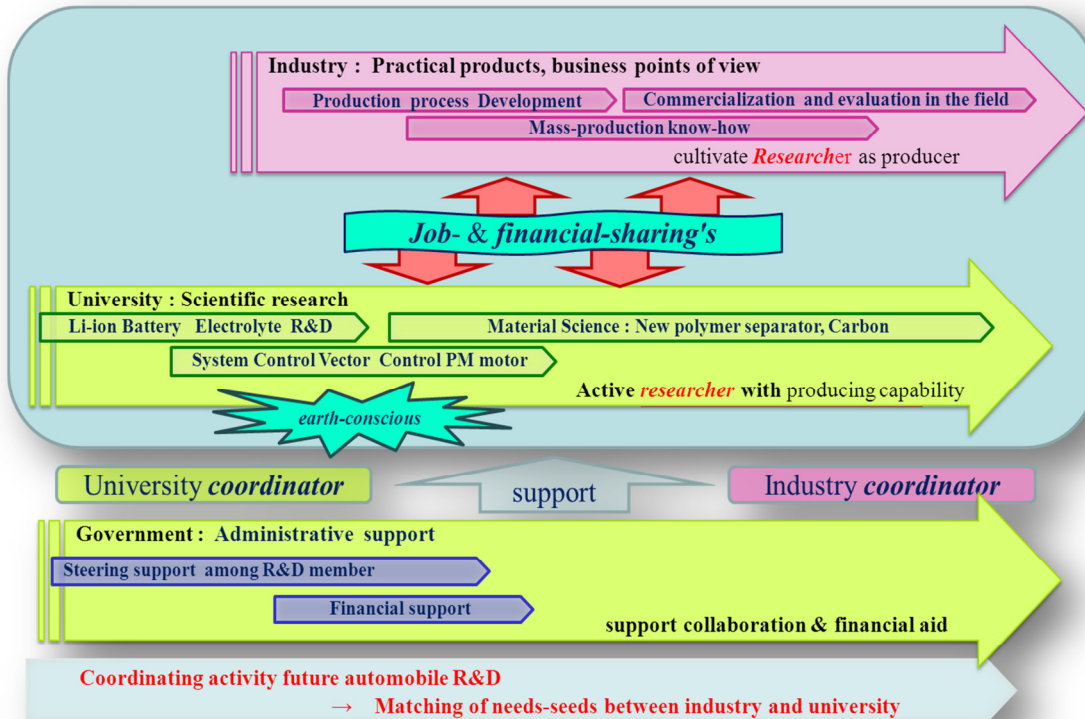 Industry : Practical products, business points of view
Production process Development
Commercialization and evaluation in the field
Mass-production know-how
cultivate Researcher as producer
Job- & financial-sharing's
University : Scientific research
Li-ion Battery Electrolyte R&D
Material Science : New polymer separator, Carbon
System Control Vector Control PM motor
Active researcher with producing capability
earth-conscious
University coordinator
support
Industry coordinator
Government : Administrative support
Steering support among R&D member
Financial support
support collaboration & financial aid
Coordinating activity future automobile R&D
→ Matching of needs-seeds between industry and university